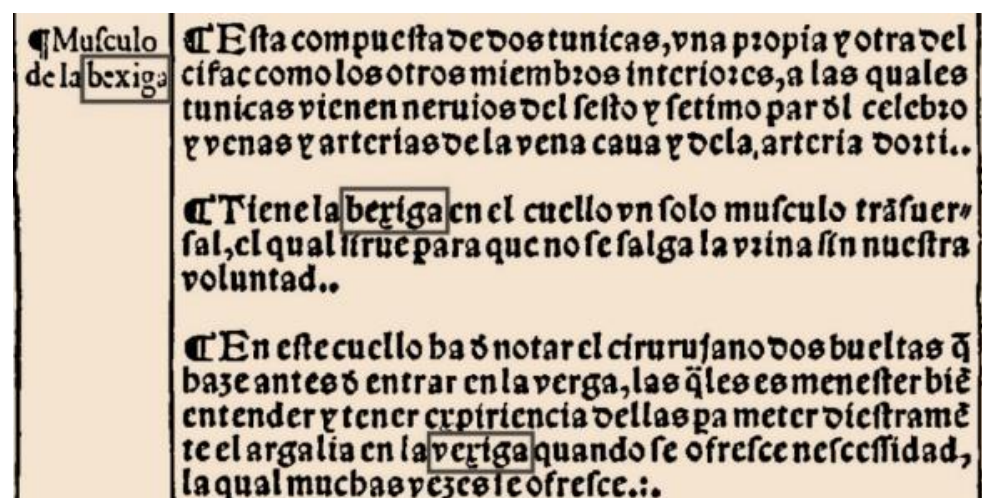 ¶Muſculo
de la bexiga
¶Eſta compueſta de dos tunicas, vna propia y otra del
cifac como los otros miembros interiores, a las quales
tunicas vienen neruios del ſeſto y ſetimo par đl celebro
y venas y arterias de la vena caua y dela, arteria dorti..
¶Tiene la bexiga en el cuello vn ſolo muſculo trãſuer⸗
ſal, el qual ſirue para que no ſe ſalga la vrina ſin nueſtra
voluntad..
¶En eſte cuello ha đ notar el cirurujano dos bueltas q̃
haze antes đ entrar en la verga, las q̃les es meneſter biẽ
entender y tener expiriencia dellas pa meter dieſtramẽ
te el argalia en la vexiga quando ſe ofreſce neſceſſidad,
la qual muchas vezes ſe ofreſce.:.